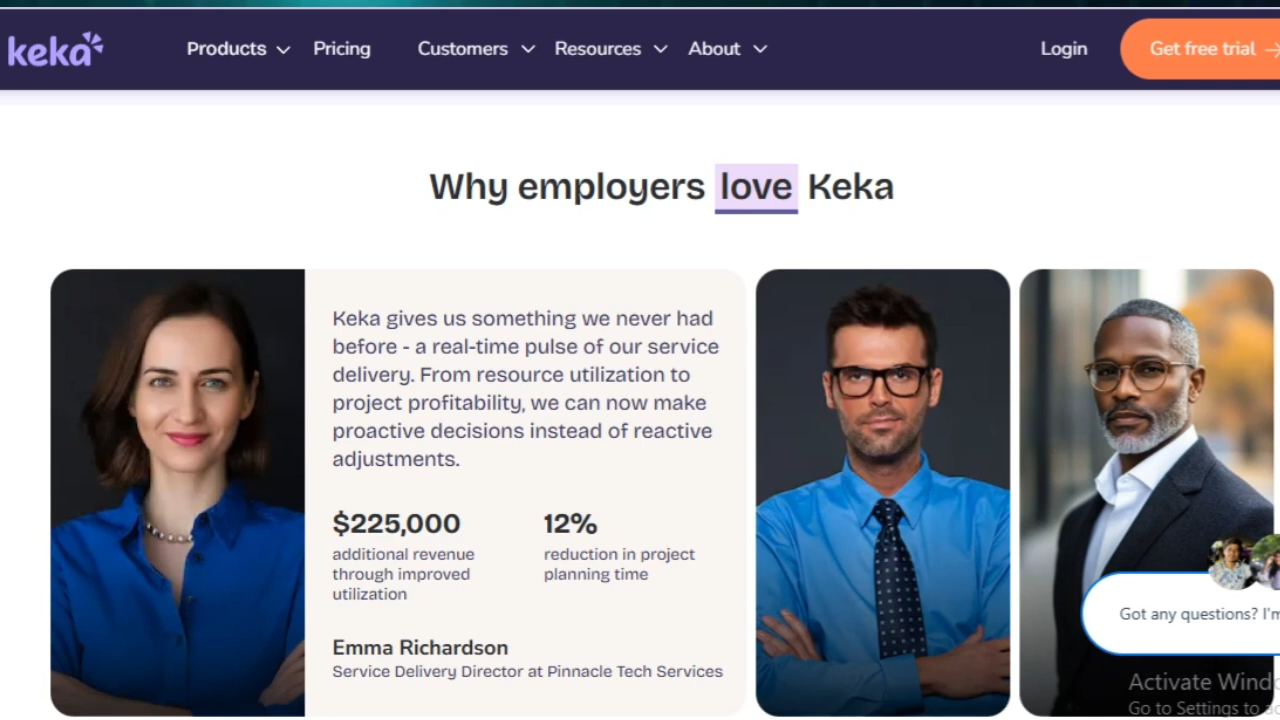 keka
Products
Pricing
Customers
Resources
About
Login
Get free trial →
Why employers love Keka
Keka gives us something we never had
before - a real-time pulse of our service
delivery. From resource utilization to
project profitability, we can now make
proactive decisions instead of reactive
adjustments.
$225,000
additional revenue
through improved
utilization
12%
reduction in project
planning time
Emma Richardson
Service Delivery Director at Pinnacle Tech Services
Got any questions? I'm
Activate Windo
Go to Settings to ac